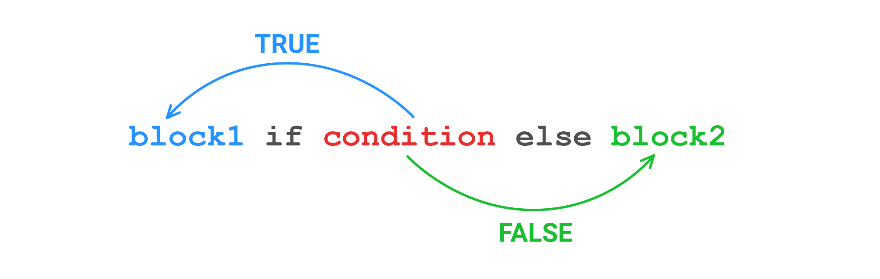 TRUE
block1 if condition else block2
FALSE